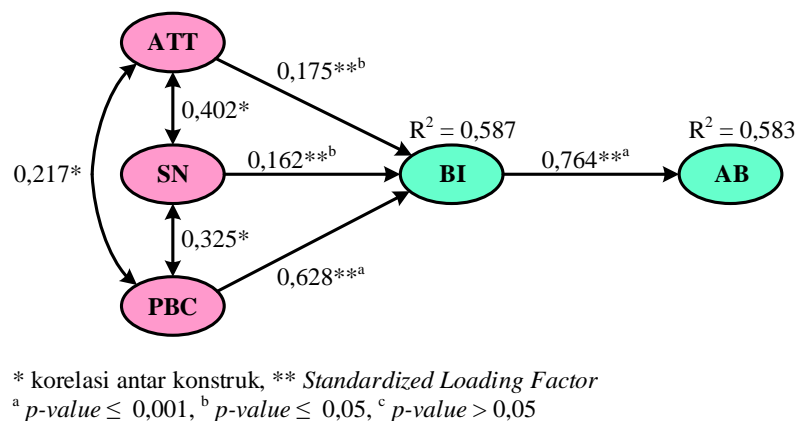 ATT
0,175**ᵇ
0,402*
R² = 0,587
R² = 0,583
0,217*
SN
0,162**ᵇ
BI
0,764**ᵃ
AB
0,325*
0,628**ᵃ
PBC
* korelasi antar konstruk, ** Standardized Loading Factor
ᵃ p-value ≤ 0,001, ᵇ p-value ≤ 0,05, ᶜ p-value > 0,05